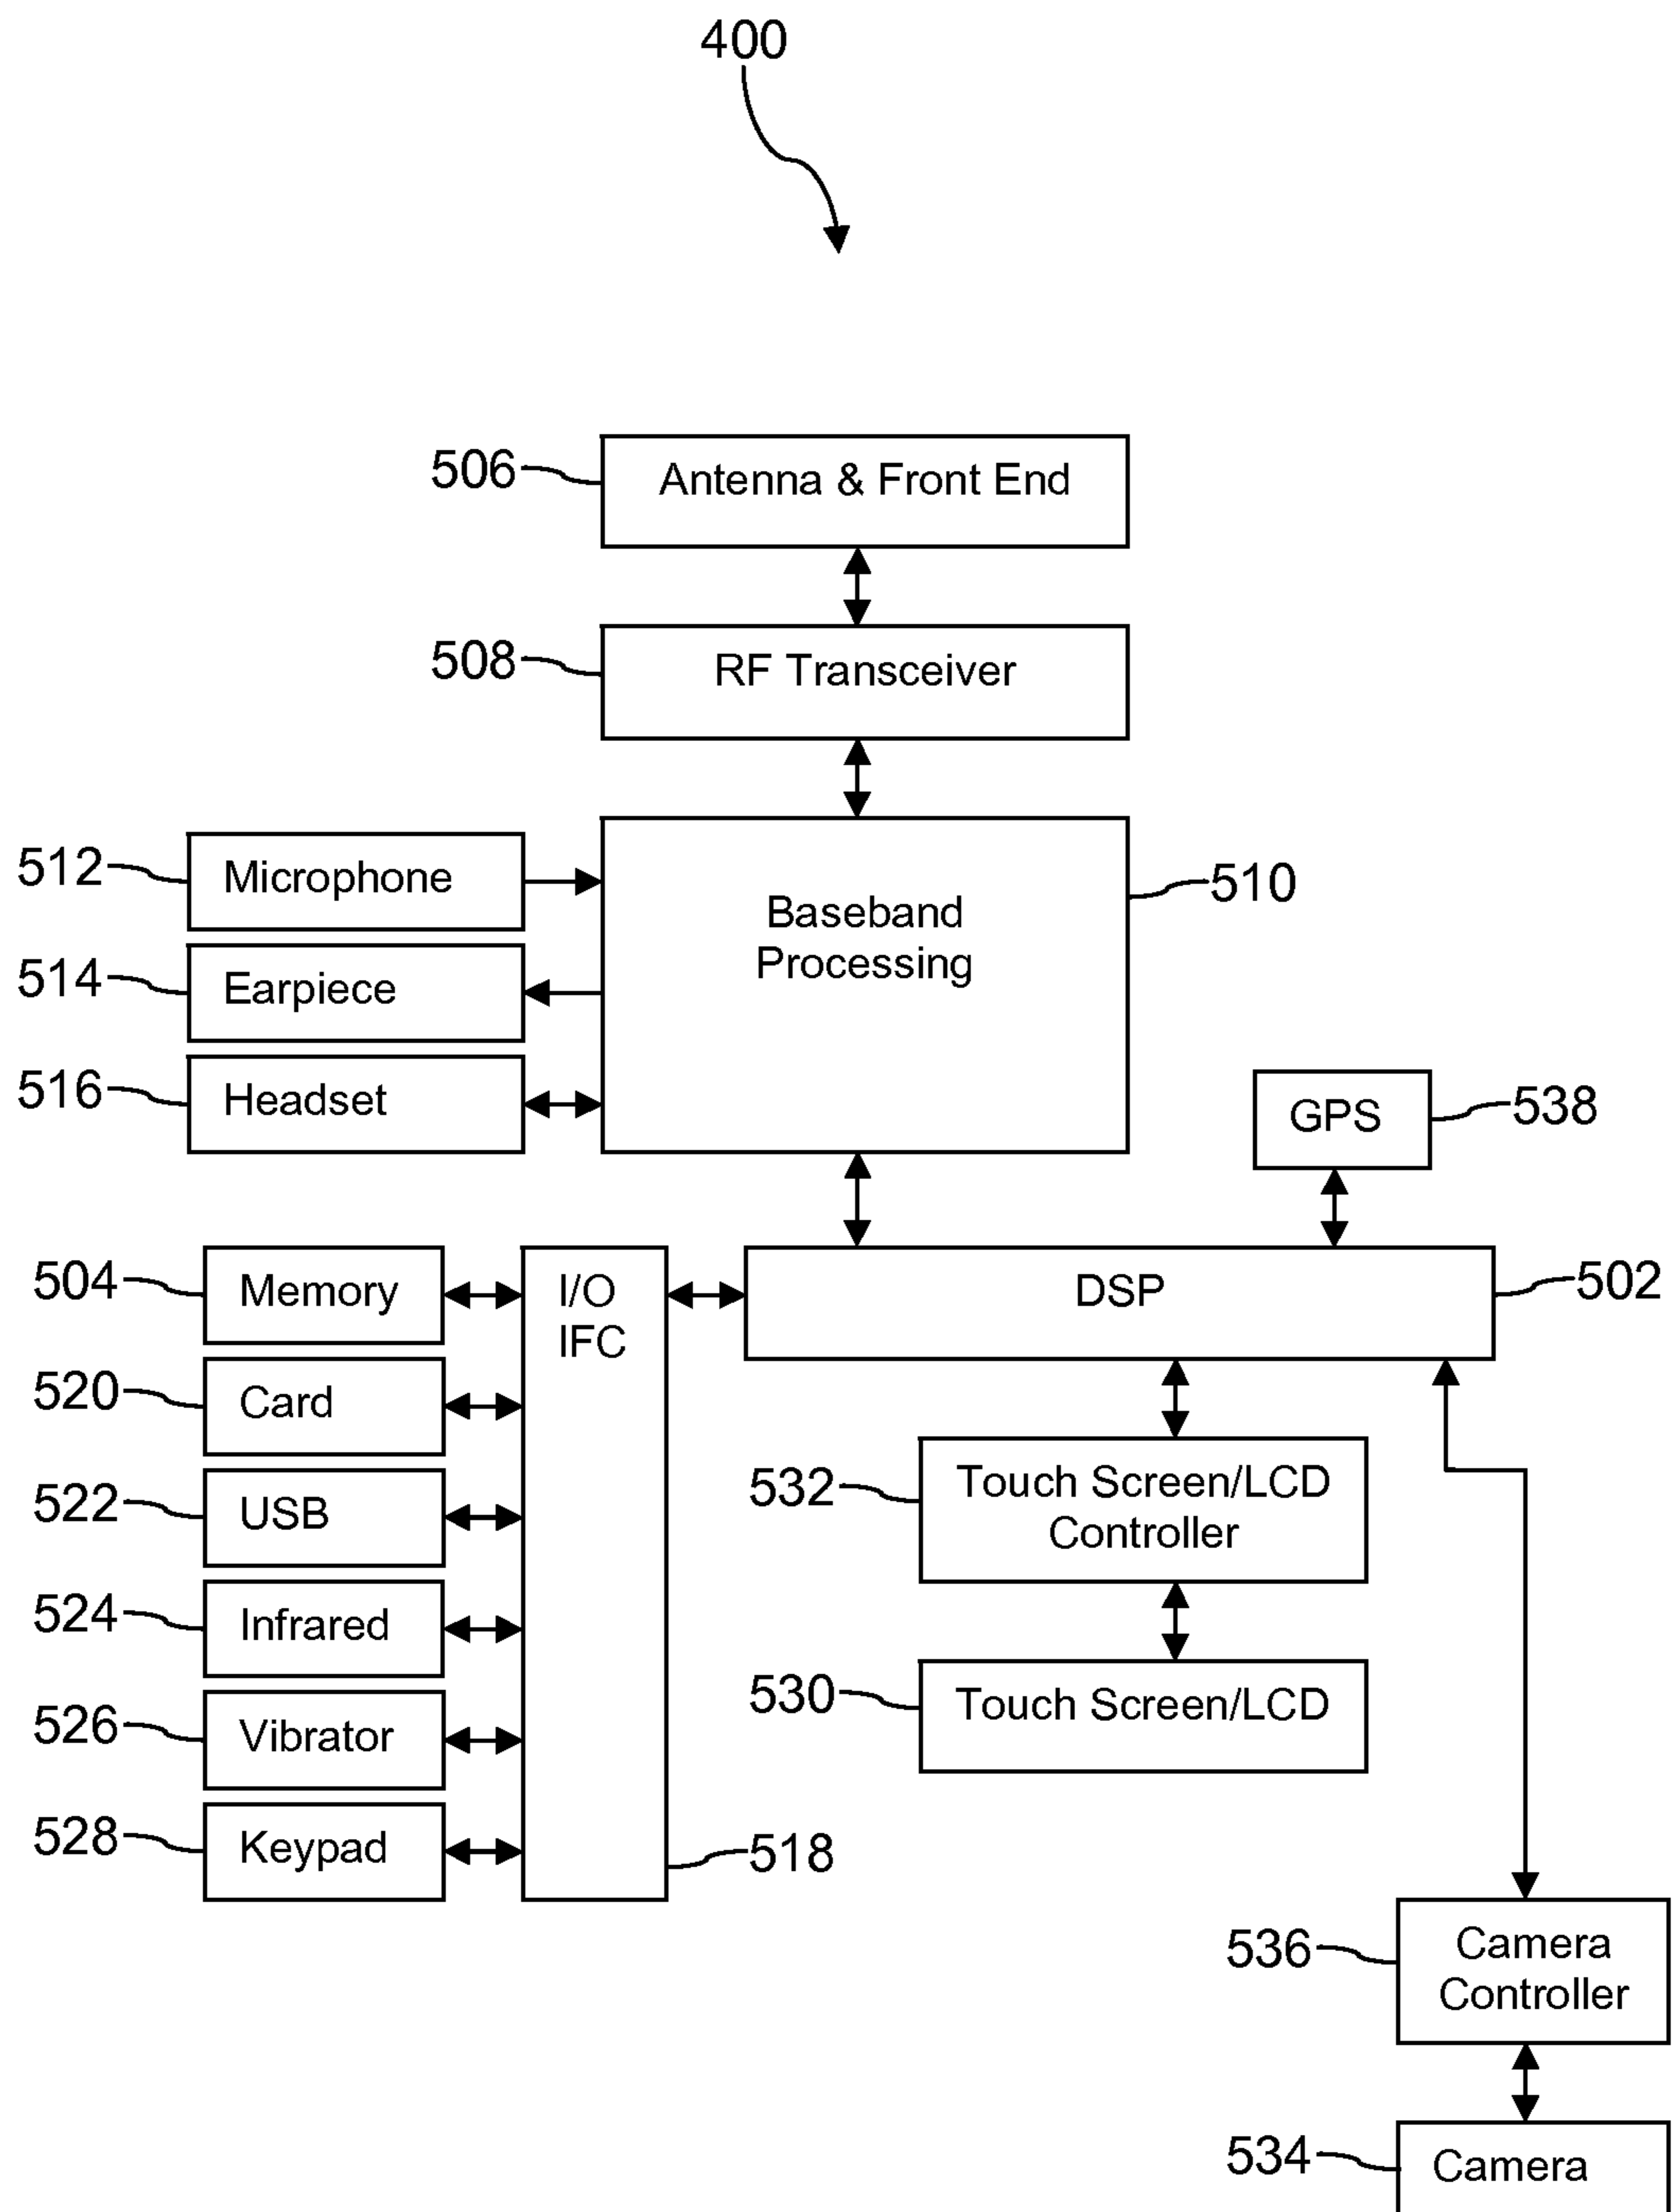 400
506
Antenna & Front End
508
RF Transceiver
512
Microphone
Baseband
Processing
510
514
Earpiece
516
Headset
GPS
538
504
Memory
I/O
IFC
DSP
502
520
Card
522
USB
532
Touch Screen/LCD
Controller
524
Infrared
530
Touch Screen/LCD
526
Vibrator
528
Keypad
518
536
Camera
Controller
534
Camera